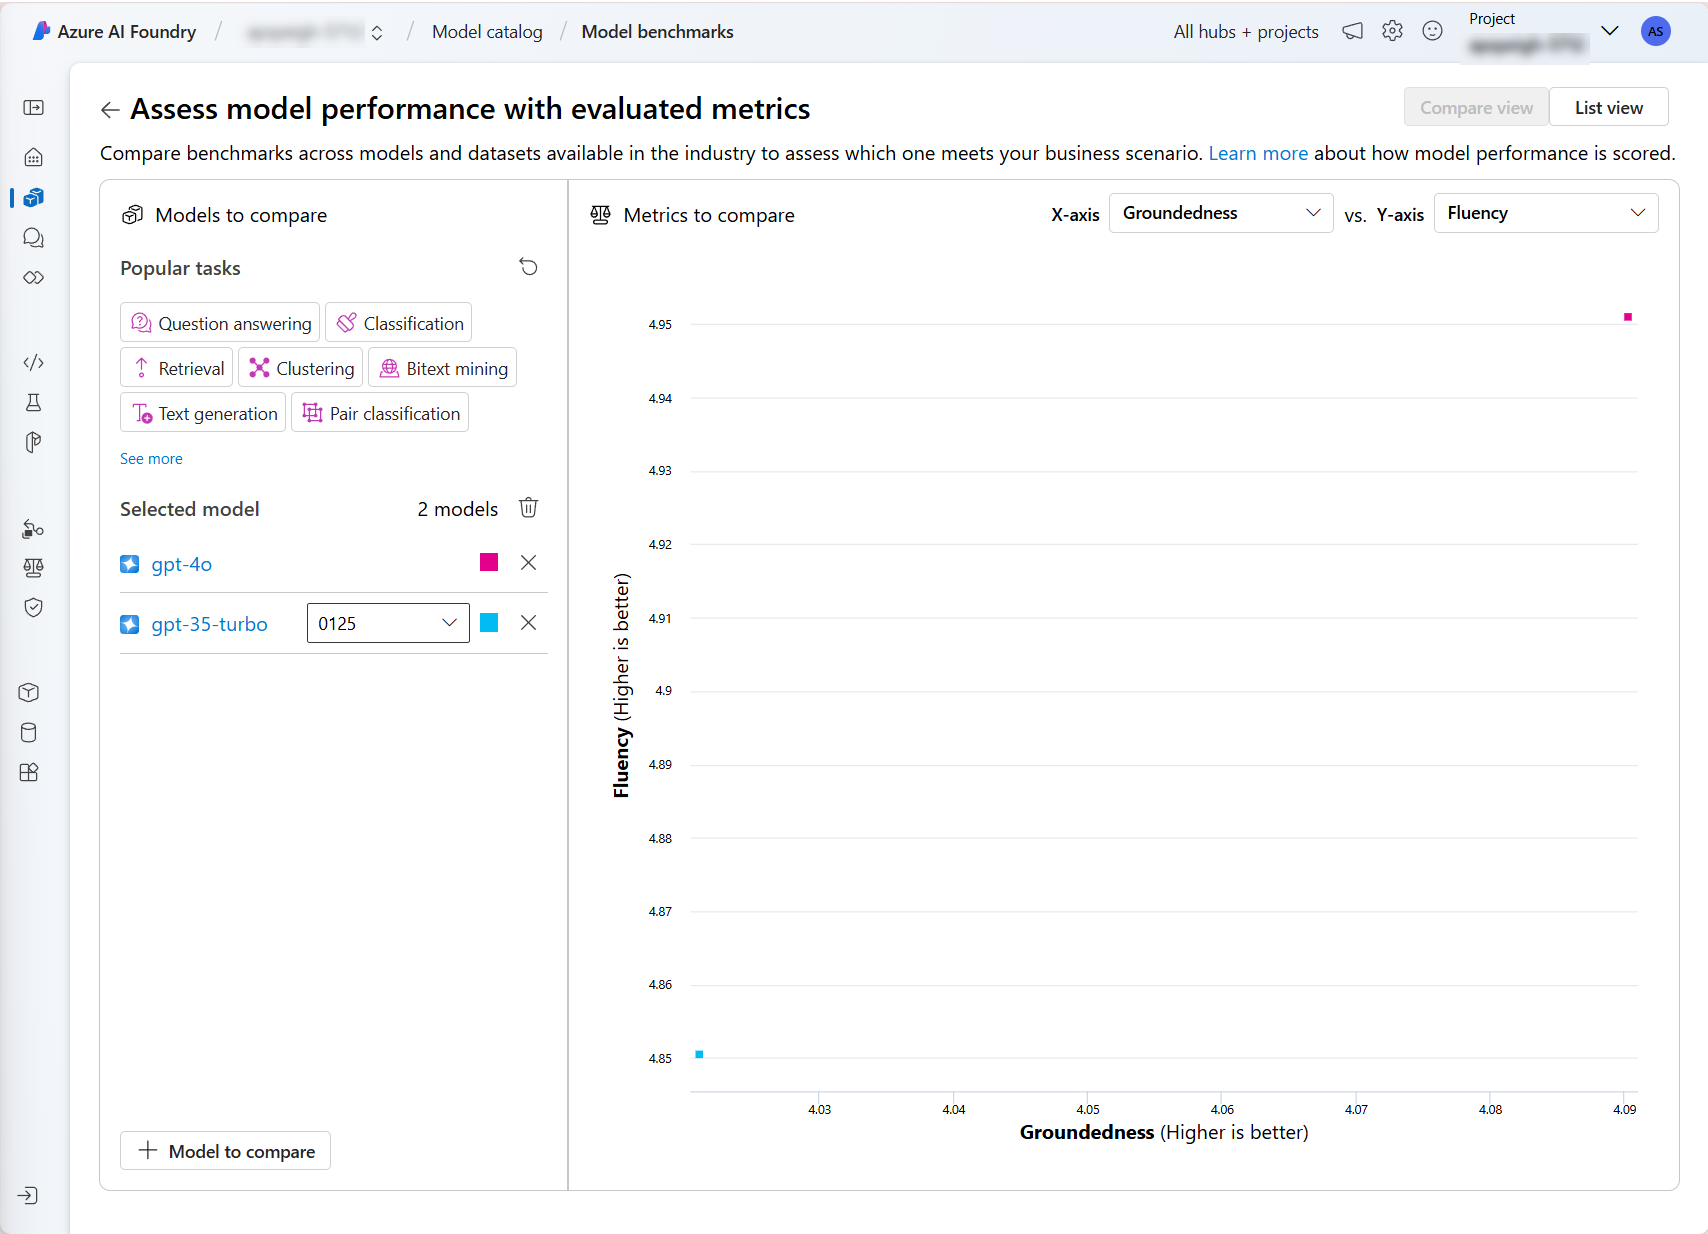 Azure AI Foundry / / Model catalog / Model benchmarks
All hubs + projects
Project
AS
Assess model performance with evaluated metrics
Compare view
List view
Compare benchmarks across models and datasets available in the industry to assess which one meets your business scenario. Learn more about how model performance is scored.
Models to compare
Popular tasks
Question answering
Classification
Retrieval
Clustering
Bitext mining
Text generation
Pair classification
See more
Selected model
2 models
gpt-4o
gpt-35-turbo
0125
Model to compare
Metrics to compare
X-axis
Groundedness
vs. Y-axis
Fluency
4.95
4.94
4.93
4.92
4.91
4.9
4.89
4.88
4.87
4.86
4.85
Fluency (Higher is better)
4.03
4.04
4.05
4.06
4.07
4.08
4.09
Groundedness (Higher is better)